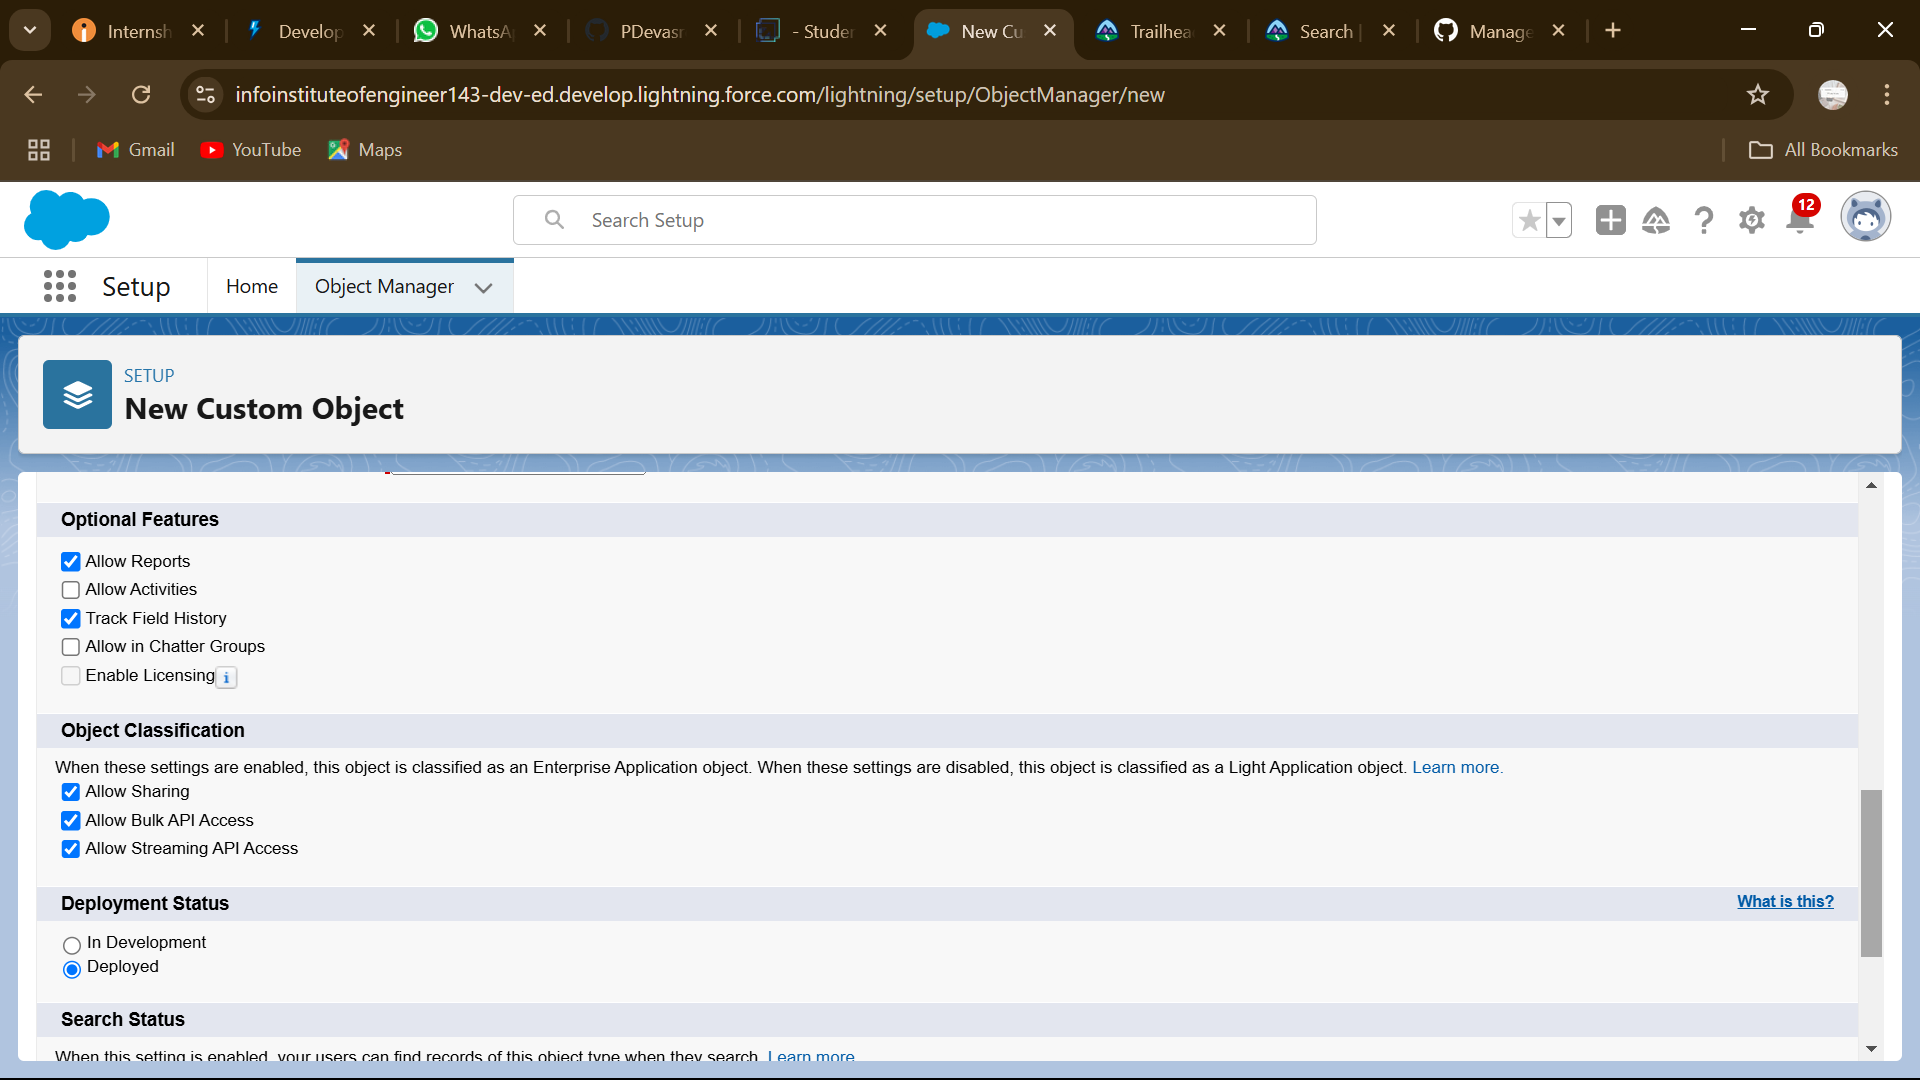 Internsh
Develop
WhatsAp
PDevasr
- Studer
New Cu
Trailhea
Search |
Manage
infoinstituteofengineer143-dev-ed.develop.lightning.force.com/lightning/setup/ObjectManager/new
Gmail
YouTube
Maps
All Bookmarks
Search Setup
12
Setup
Home
Object Manager
SETUP
New Custom Object
Optional Features
Allow Reports
Allow Activities
Track Field History
Allow in Chatter Groups
Enable Licensing i
Object Classification
When these settings are enabled, this object is classified as an Enterprise Application object. When these settings are disabled, this object is classified as a Light Application object. Learn more.
Allow Sharing
Allow Bulk API Access
Allow Streaming API Access
Deployment Status
What is this?
In Development
Deployed
Search Status
When this setting is enabled, your users can find records of this object type when they search. Learn more.